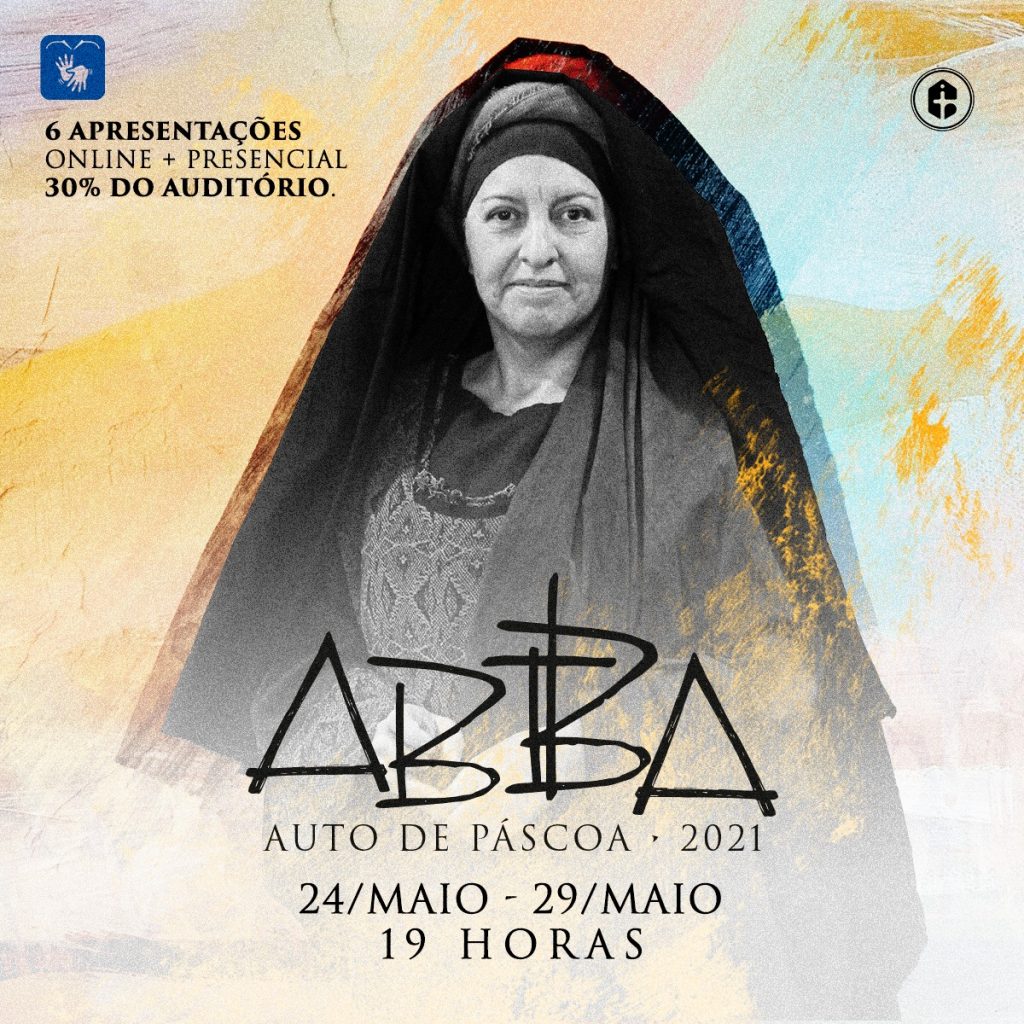 6 APRESENTAÇÕES
ONLINE + PRESENCIAL
30% DO AUDITÓRIO.
ABBA
AUTO DE PÁSCOA · 2021
24/MAIO - 29/MAIO
19 HORAS